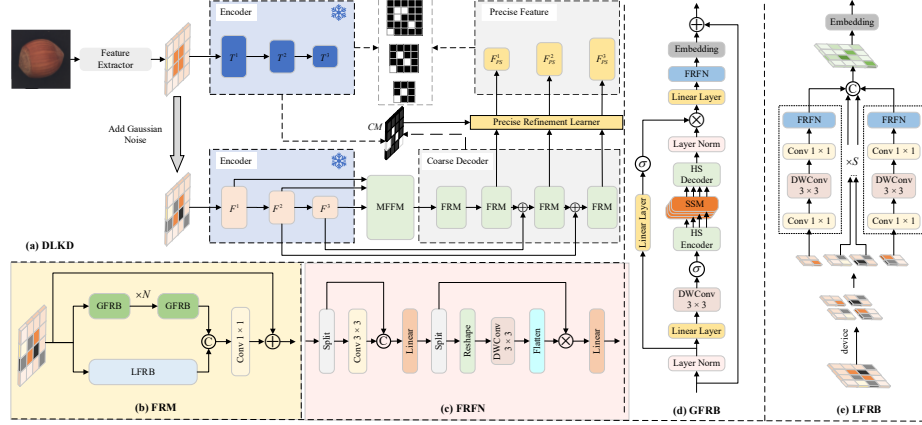 Feature
Extractor
Encoder
T¹
T²
T³
Precise Feature
F¹PS
F²PS
F³PS
Add Gaussian
Noise
CM
Precise Refinement Learner
Encoder
F¹
F²
F³
MFFM
Coarse Decoder
FRM
FRM
FRM
FRM
(a) DLKD
×N
GFRB
GFRB
LFRB
C
Conv 1 × 1
(b) FRM
Split
Conv 3 × 3
C
Linear
Split
Reshape
DWConv
3 × 3
Flatten
Linear
(c) FRFN
Embedding
FRFN
Linear Layer
Layer Norm
HS
Decoder
SSM
HS
Encoder
σ
DWConv
3 × 3
Linear Layer
Layer Norm
σ
Linear Layer
(d) GFRB
Embedding
C
FRFN
Conv 1 × 1
DWConv
3 × 3
Conv 1 × 1
×S
FRFN
Conv 1 × 1
DWConv
3 × 3
Conv 1 × 1
device
(e) LFRB